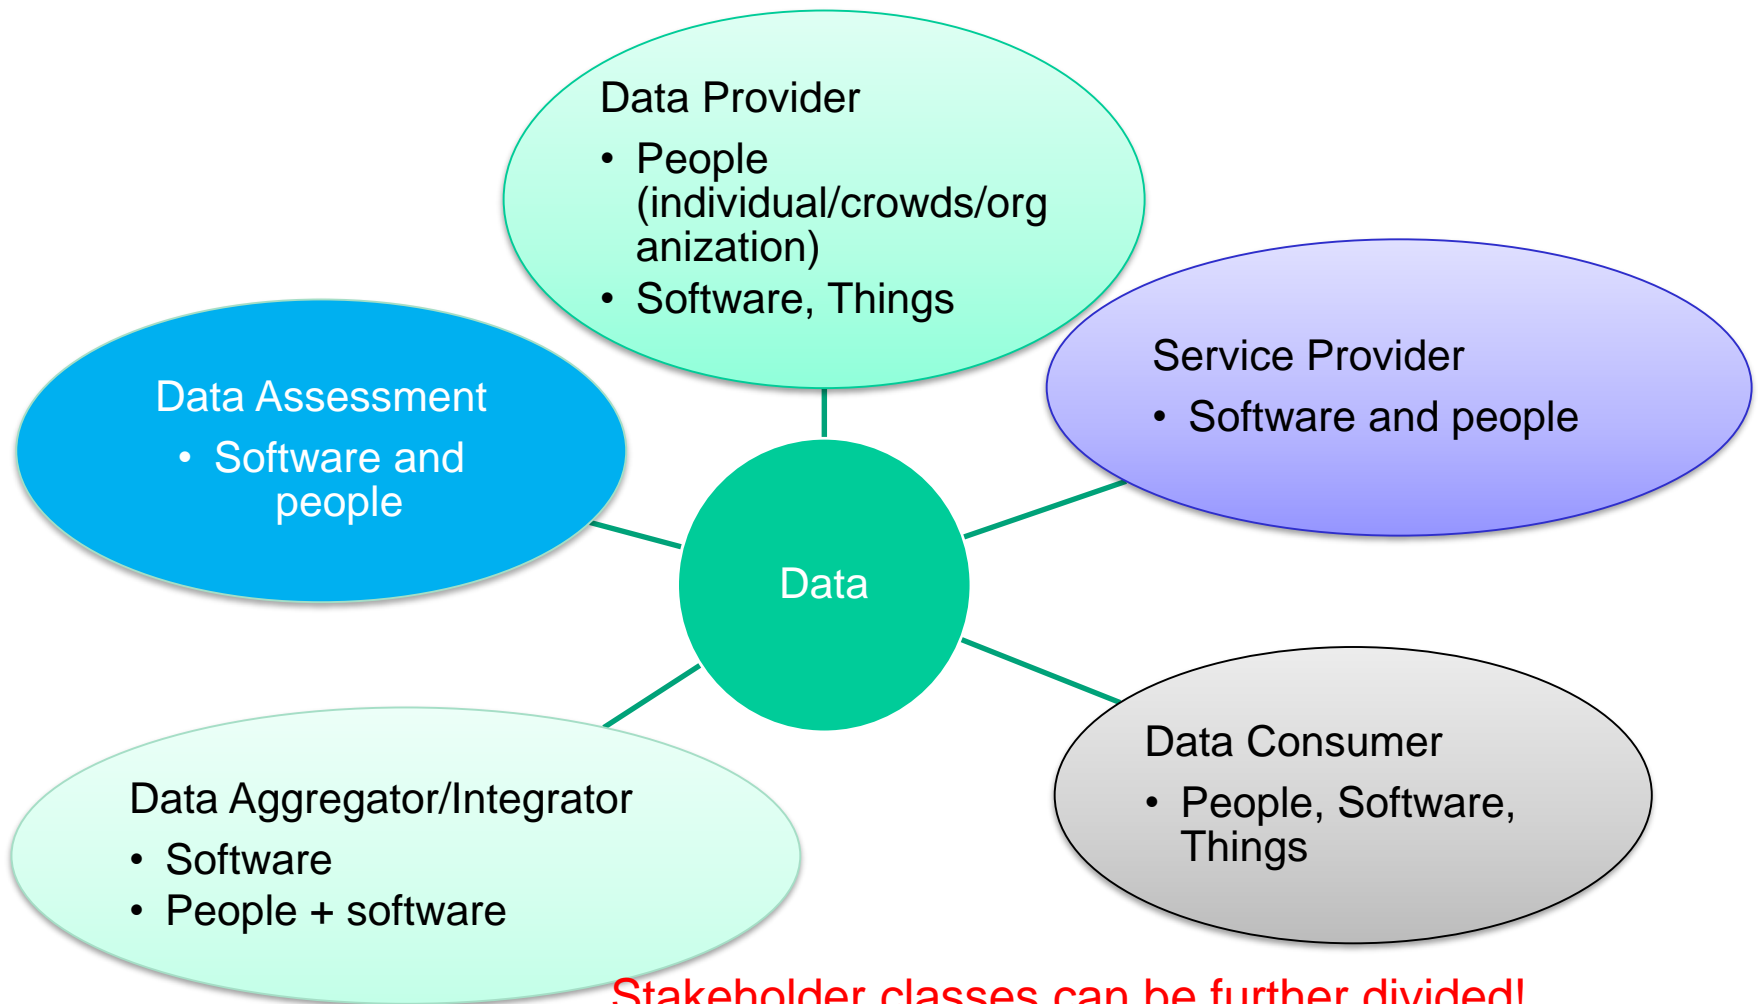 Data Provider
• People
(individual/crowds/org
anization)
• Software, Things
Service Provider
• Software and people
Data Assessment
• Software and
people
Data
Data Consumer
• People, Software,
Things
Data Aggregator/Integrator
• Software
• People + software
Stakeholder classes can be further divided!